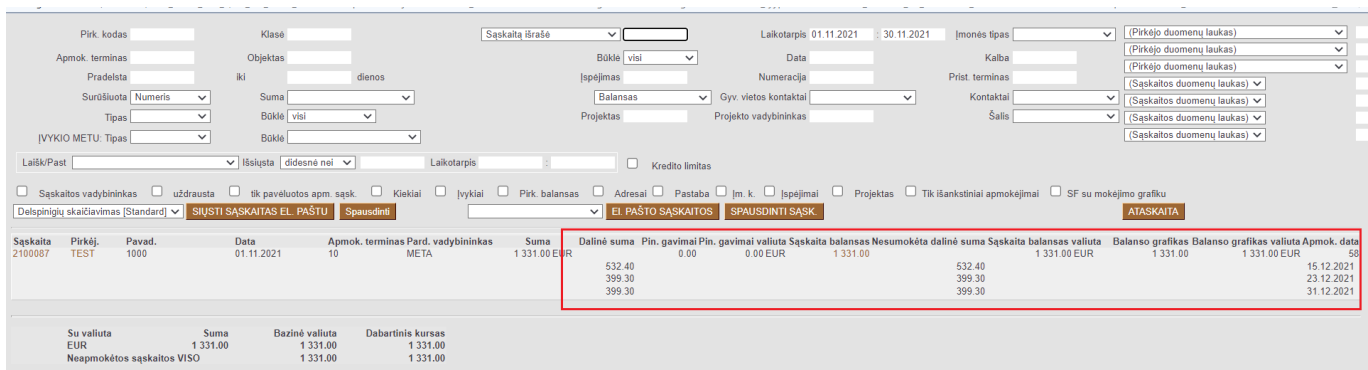 Pirk. kodas Klasė Sąskaitą išrašė Laikotarpis 01.11.2021 : 30.11.2021 Įmonės tipas (Pirkėjo duomenų laukas)
(Pirkėjo duomenų laukas)
Apmok. terminas Objektas Būklė visi Data Kalba (Pirkėjo duomenų laukas)
Pradelsta iki dienos Įspėjimas Numeracija Prist. terminas (Sąskaitos duomenų laukas)
Surūšiuota Numeris Suma Balansas Gyv. vietos kontaktai Kontaktai (Sąskaitos duomenų laukas)
Tipas Būklė visi Projektas Projekto vadybininkas Šalis (Sąskaitos duomenų laukas)
ĮVYKIO METU: Tipas Būklė (Sąskaitos duomenų laukas)
Laišk/Past Išsiųsta didesnė nei Laikotarpis : Kredito limitas
Sąskaitos vadybininkas uždrausta tik pavėluotos apm. sąsk. Kiekiai Įvykiai Pirk. balansas Adresai Pastaba Įm. k. Įspėjimai Projektas Tik išankstiniai apmokėjimai SF su mokėjimo grafiku
Delspinigių skaičiavimas [Standard] SIŲSTI SĄSKAITAS EL. PAŠTU Spausdinti El. PAŠTO SĄSKAITOS SPAUSDINTI SĄSK. ATASKAITA
Sąskaita Pirkėj. Pavad. Data Apmok. terminas Pard. vadybininkas Suma Dalinė suma Pin. gavimai Pin. gavimai valiuta Sąskaita balansas Nesumokėta dalinė suma Sąskaita balansas valiuta Balanso grafikas Balanso grafikas valiuta Apmok. data
2100087 TEST 1000 01.11.2021 10 META 1 331.00 EUR 0.00 0.00 EUR 1 331.00 1 331.00 EUR 1 331.00 1 331.00 EUR 58
532.40 532.40 15.12.2021
399.30 399.30 23.12.2021
399.30 399.30 31.12.2021
Su valiuta Suma Bazinė valiuta Dabartinis kursas
EUR 1 331.00 1 331.00 1 331.00
Neapmokėtos sąskaitos VISO 1 331.00 1 331.00